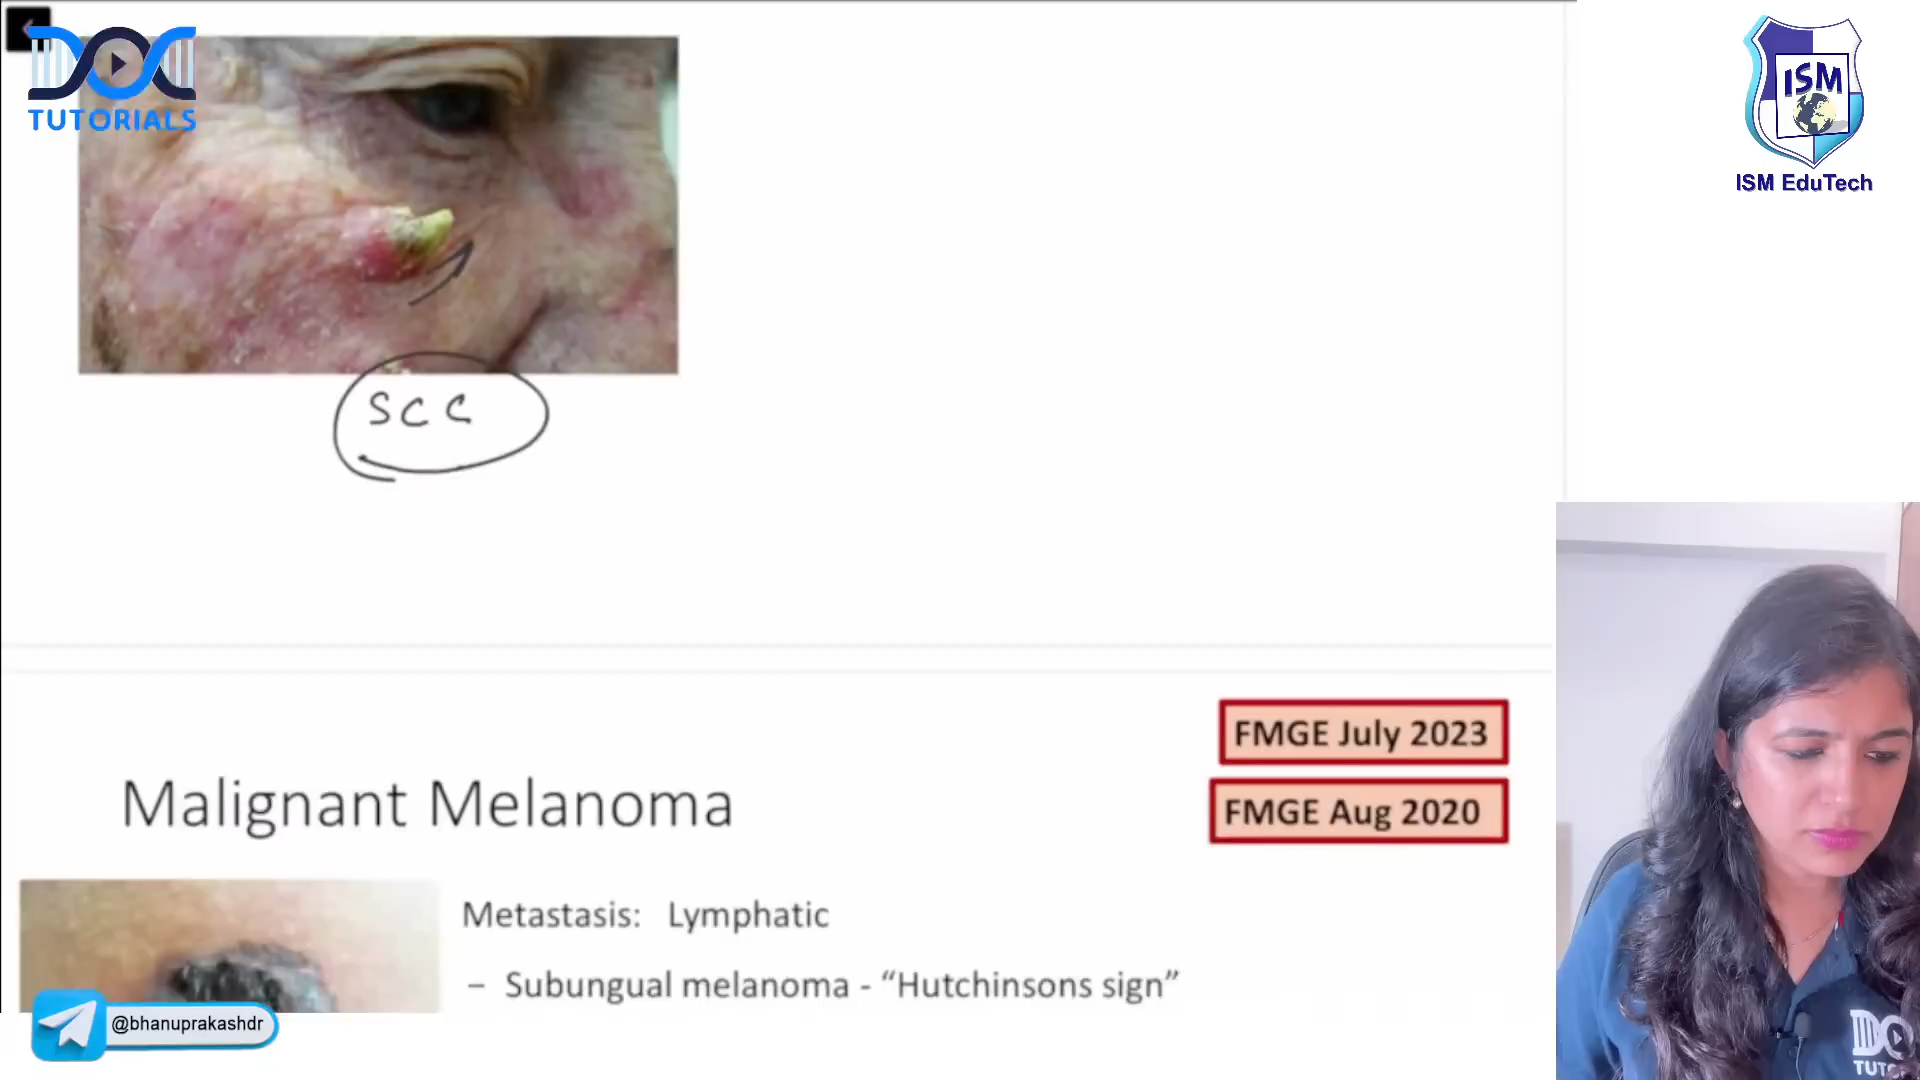 DOC
TUTORIALS
ISM
ISM EduTech
SCC
FMGE July 2023
Malignant Melanoma
FMGE Aug 2020
Metastasis: Lymphatic
– Subungual melanoma - “Hutchinsons sign”
@bhanuprakashdr